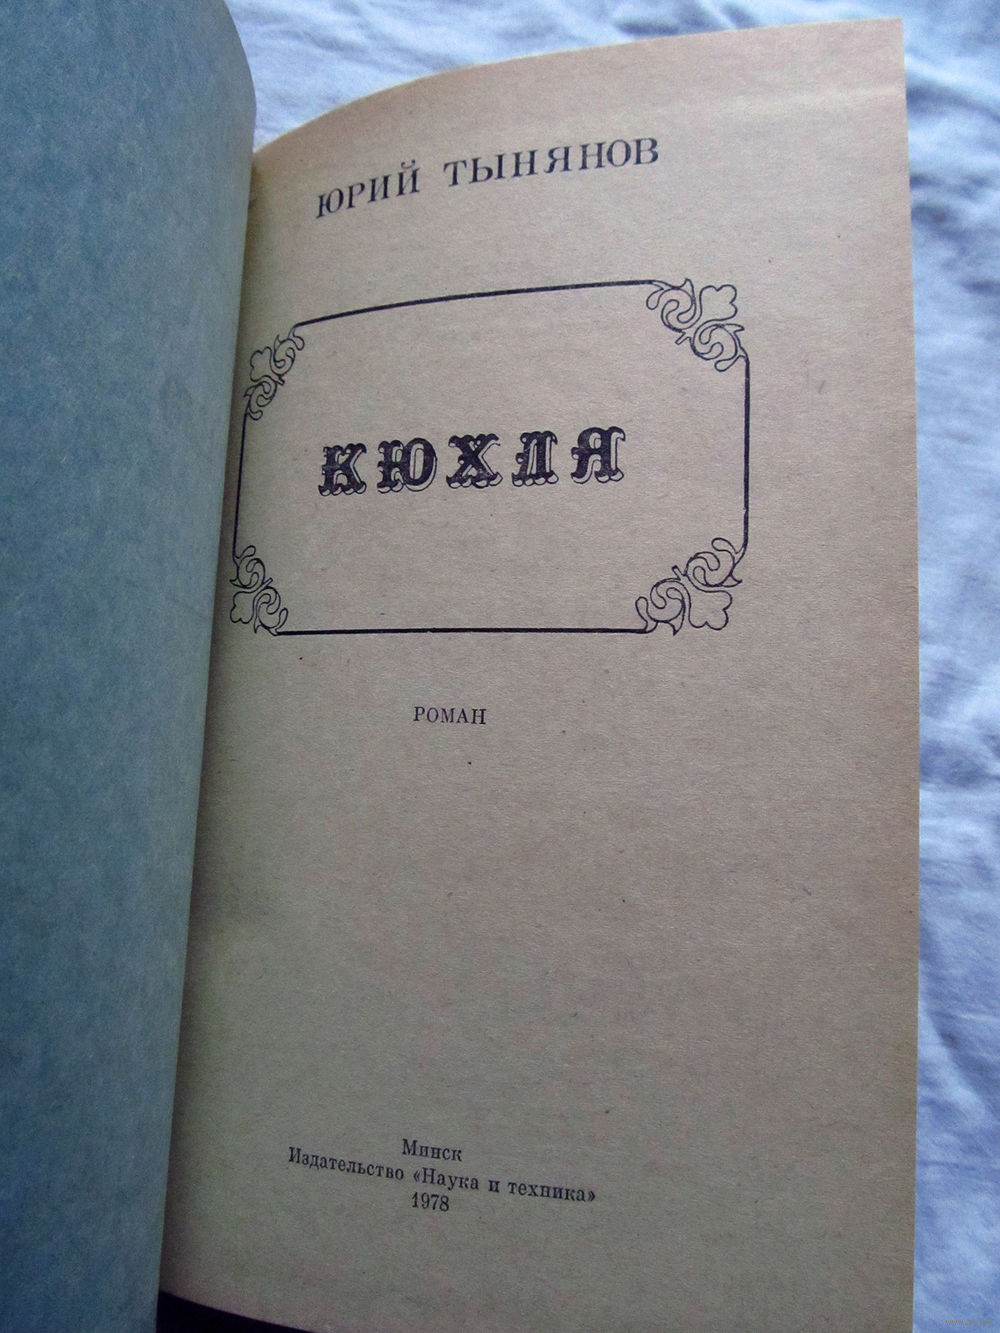 ЮРИЙ ТЫНЯНОВ
КЮХЛЯ
РОМАН
Минск
Издательство «Наука и техника»
1978